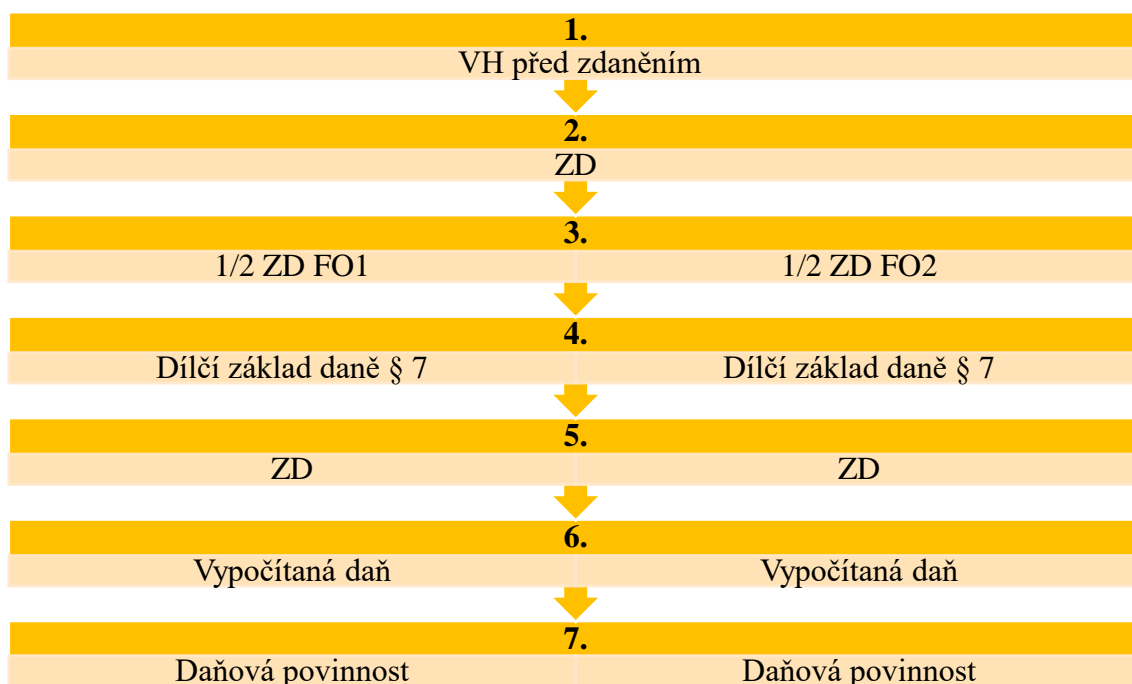 1.
VH před zdaněním
2.
ZD
3.
1/2 ZD FO1 1/2 ZD FO2
4.
Dílčí základ daně § 7 Dílčí základ daně § 7
5.
ZD ZD
6.
Vypočítaná daň Vypočítaná daň
7.
Daňová povinnost Daňová povinnost